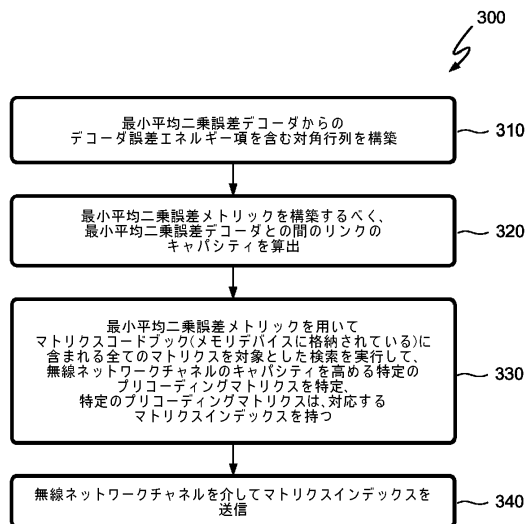 300
最小平均二乗誤差デコーダからの
デコーダ誤差エネルギー項を含む対角行列を構築
310
最小平均二乗誤差メトリックを構築するべく、
最小平均二乗誤差デコーダとの間のリンクの
キャパシティを算出
320
最小平均二乗誤差メトリックを用いて
マトリクスコードブック(メモリデバイスに格納されている)に
含まれる全てのマトリクスを対象とした検索を実行して、
無線ネットワークチャネルのキャパシティを高める特定の
プリコーディングマトリクスを特定、
特定のプリコーディングマトリクスは、対応する
マトリクスインデックスを持つ
330
無線ネットワークチャネルを介してマトリクスインデックスを
送信
340